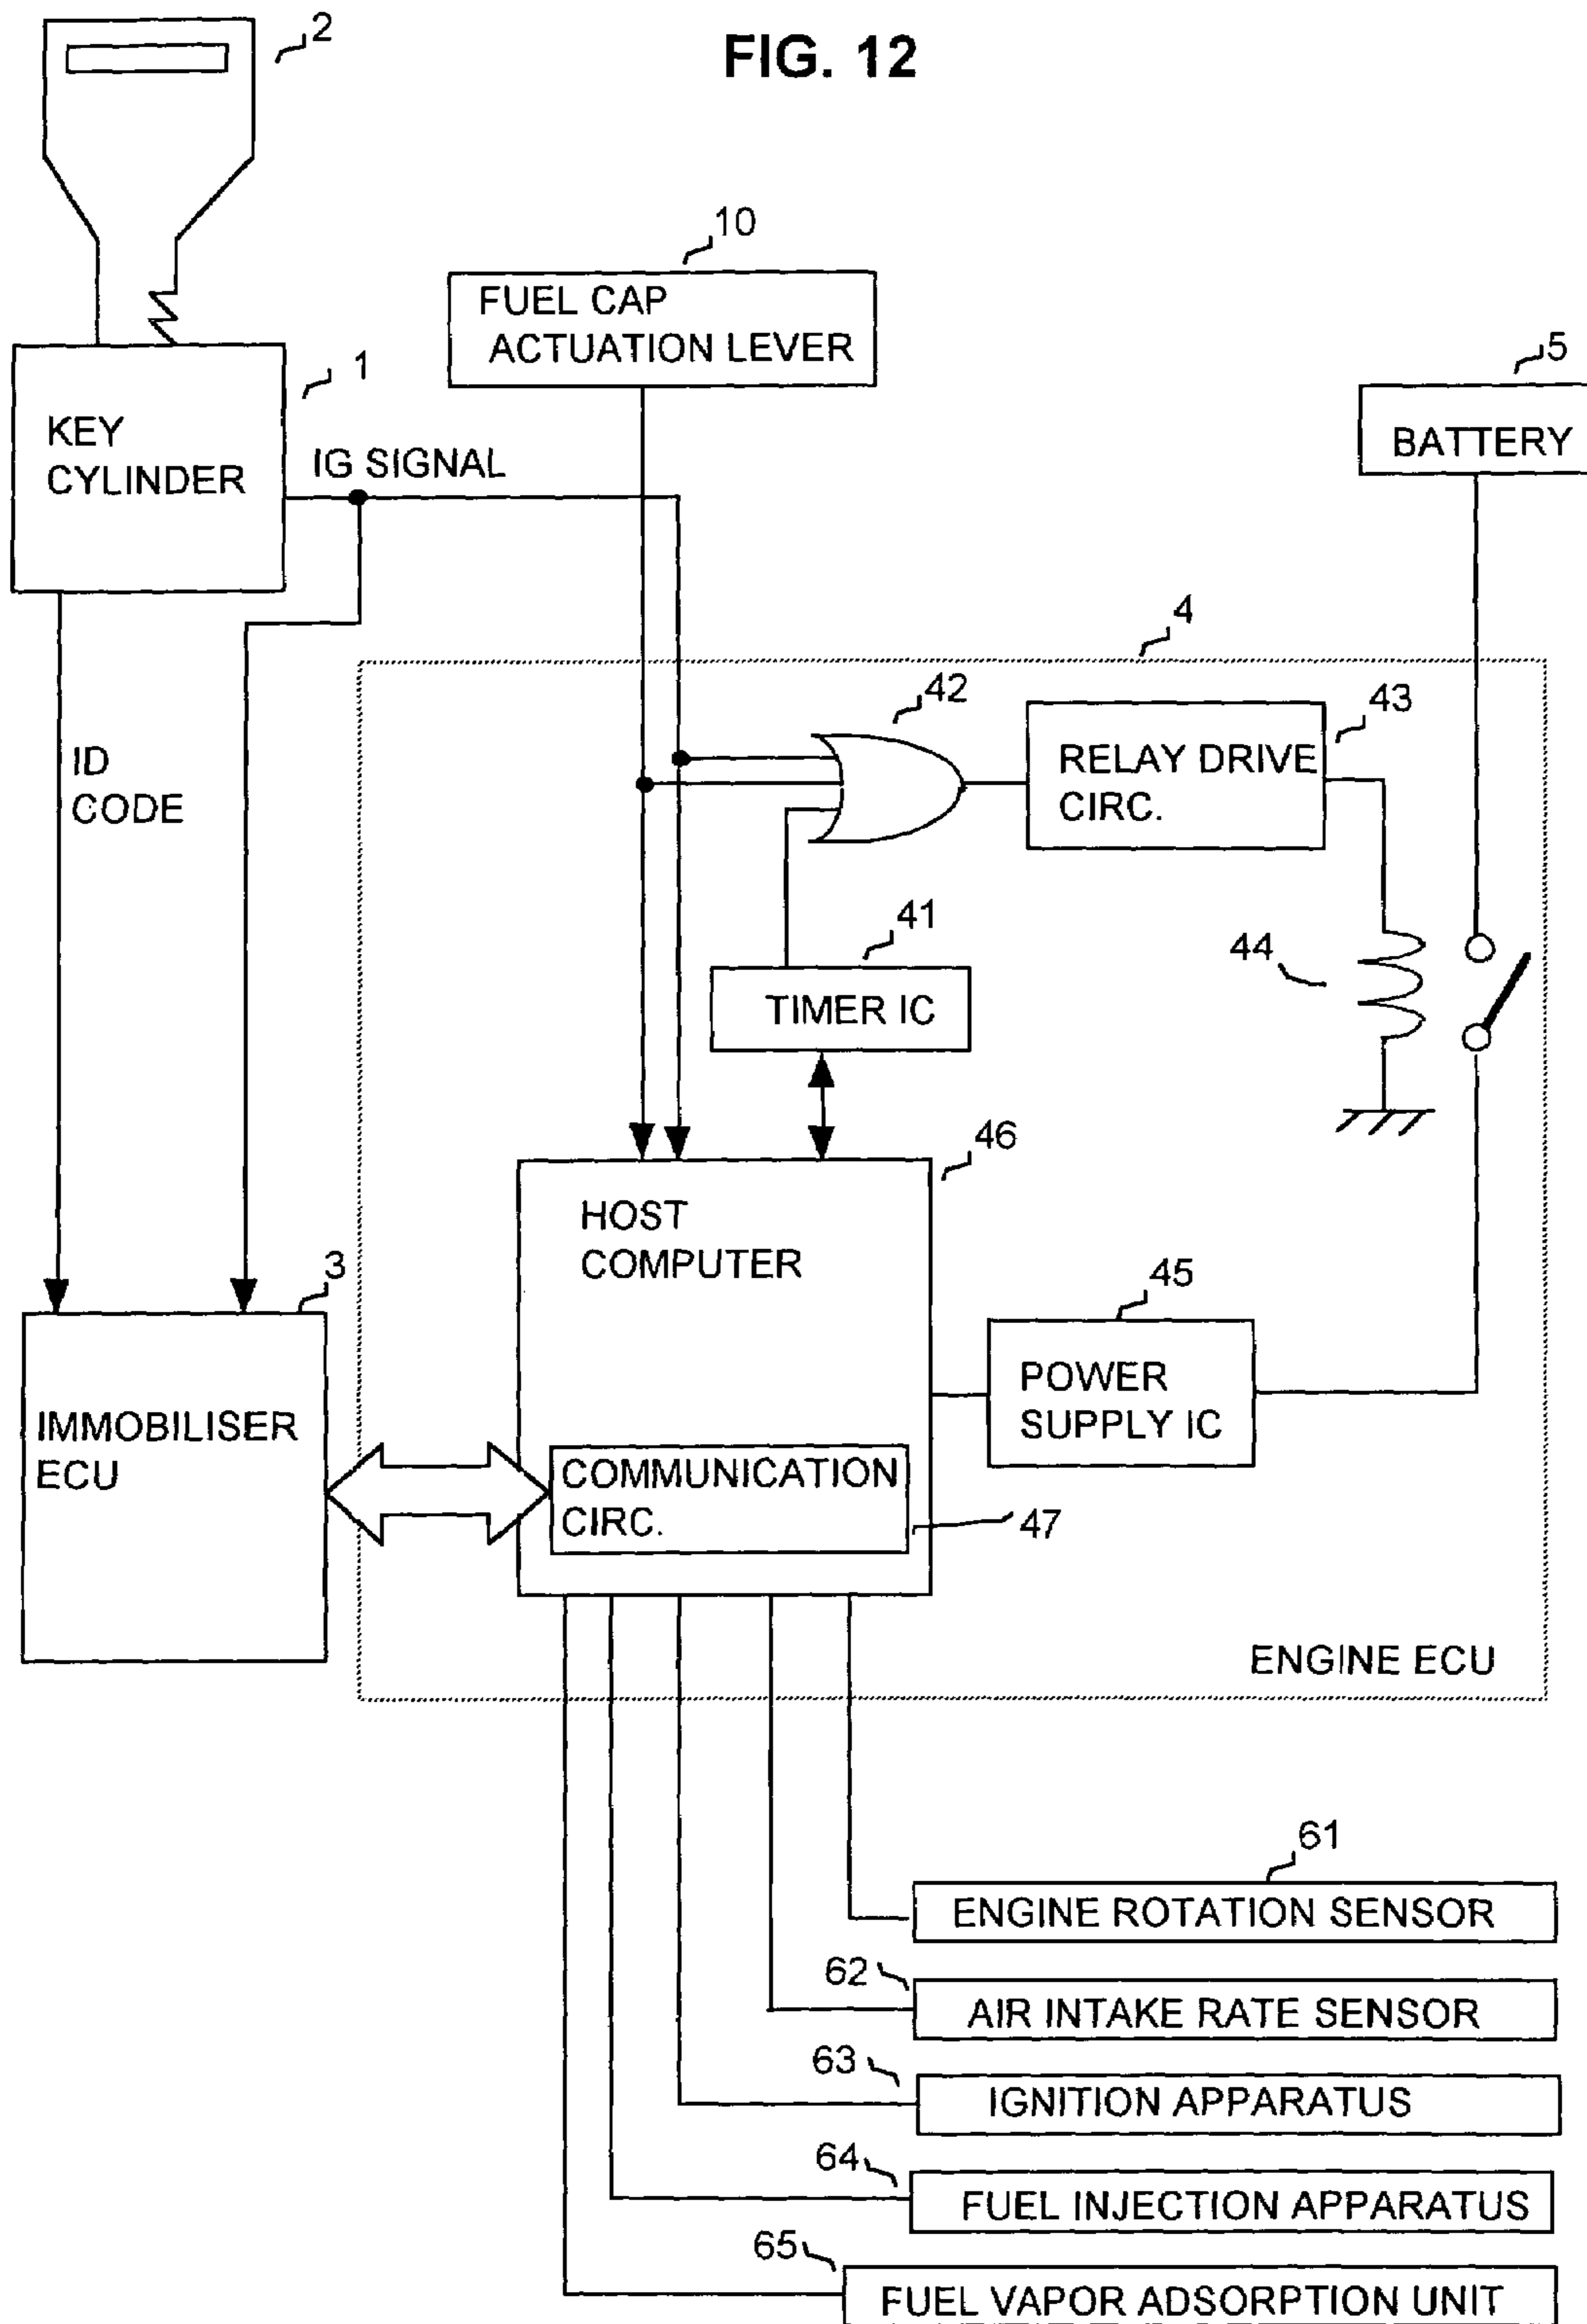 FIG. 12
2
10
FUEL CAP
ACTUATION LEVER
1
KEY
CYLINDER
IG SIGNAL
5
BATTERY
4
42
43
RELAY DRIVE
CIRC.
ID
CODE
41
44
TIMER IC
46
HOST
COMPUTER
3
45
POWER
SUPPLY IC
IMMOBILISER
ECU
COMMUNICATION
CIRC.
47
ENGINE ECU
61
ENGINE ROTATION SENSOR
62
AIR INTAKE RATE SENSOR
63
IGNITION APPARATUS
64
FUEL INJECTION APPARATUS
65
FUEL VAPOR ADSORPTION UNIT